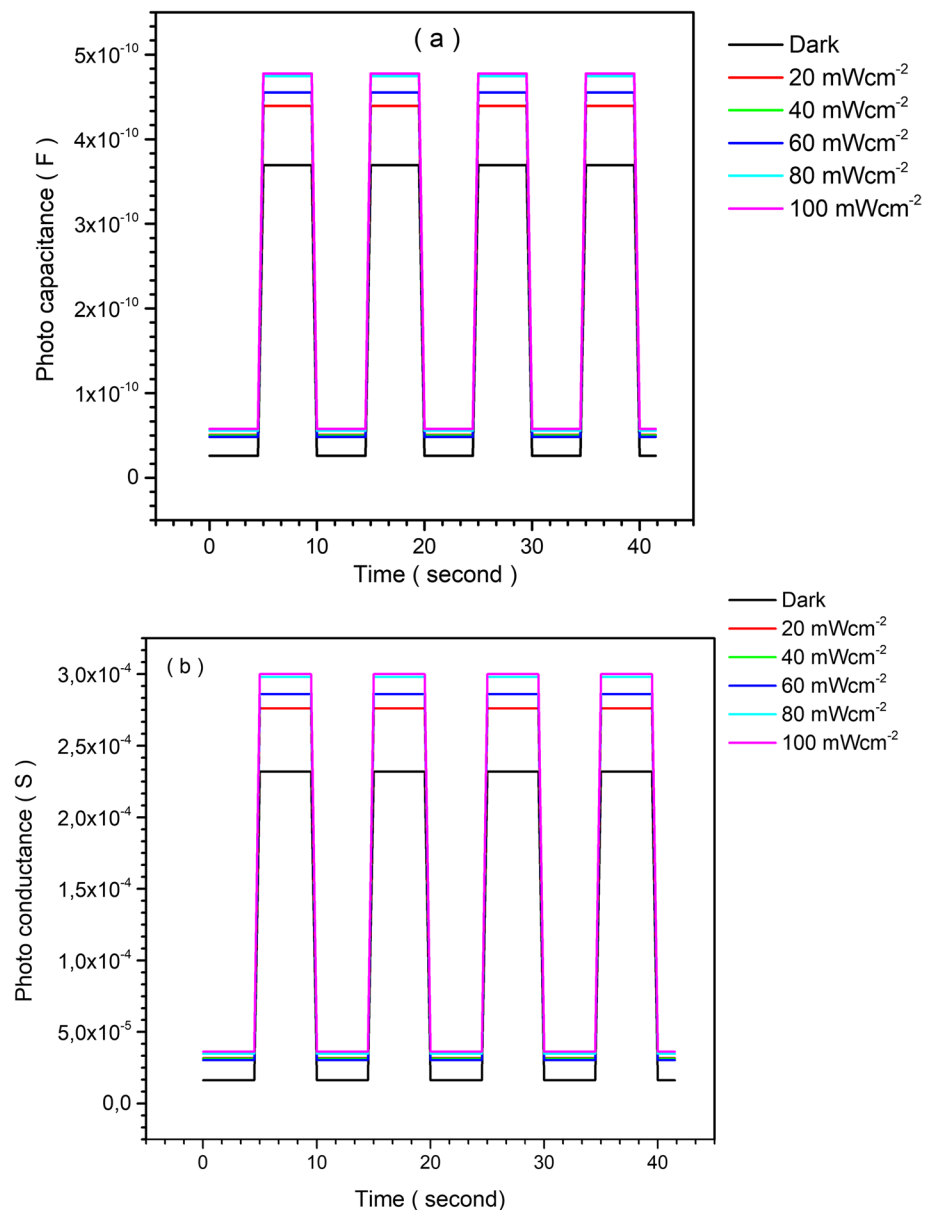 ( a )
Dark
20 mWcm-2
40 mWcm-2
60 mWcm-2
80 mWcm-2
100 mWcm-2
5x10-10
4x10-10
3x10-10
2x10-10
1x10-10
0
Photo capacitance ( F )
0 10 20 30 40
Time ( second )
( b )
Dark
20 mWcm-2
40 mWcm-2
60 mWcm-2
80 mWcm-2
100 mWcm-2
3,0x10-4
2,5x10-4
2,0x10-4
1,5x10-4
1,0x10-4
5,0x10-5
0,0
Photo conductance ( S )
0 10 20 30 40
Time ( second)